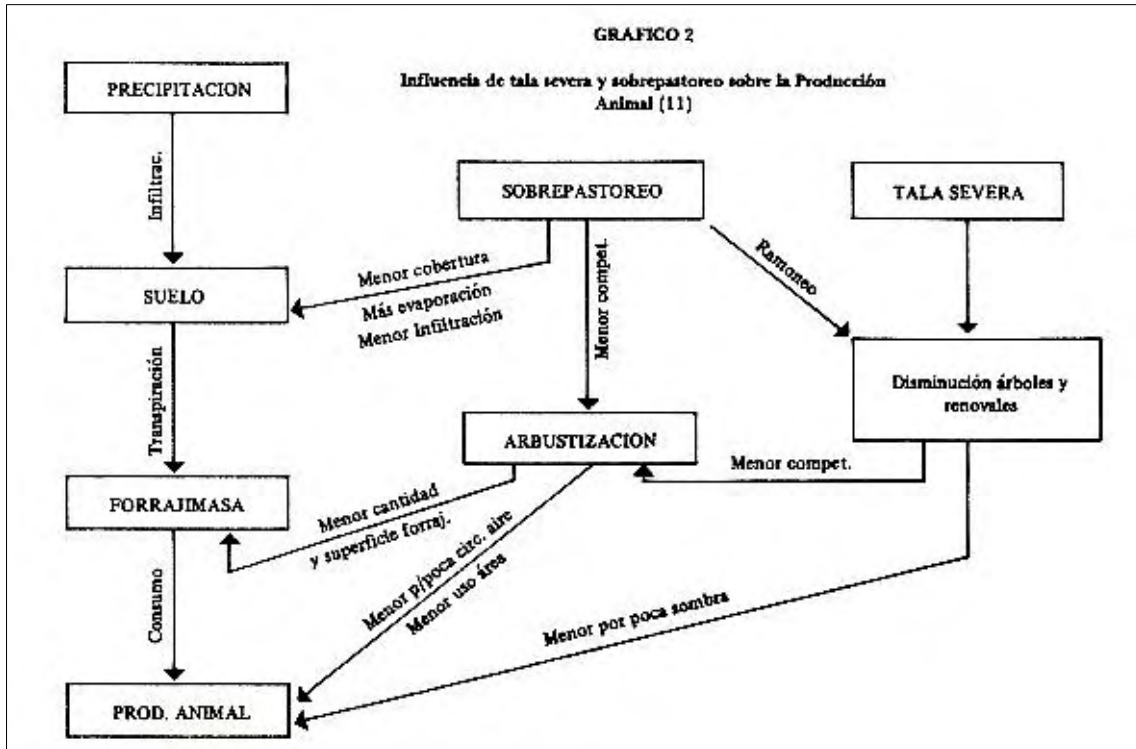 GRAFICO 2
Influencia de tala severa y sobrepastoreo sobre la Producción
Animal (11)
PRECIPITACION
Infiltrac.
SOBREPASTOREO
TALA SEVERA
Menor cobertura
Más evaporación
Menor Infiltración
Menor compet.
Ramoneo
SUELO
Transpiración
Disminución árboles y
renovales
ARBUSTIZACION
Menor compet.
FORRAJIMASA
Menor cantidad
y superficie forraj.
Menor p/poca circ. aire
Menor uso área
Consumo
Menor por poca sombra
PROD. ANIMAL